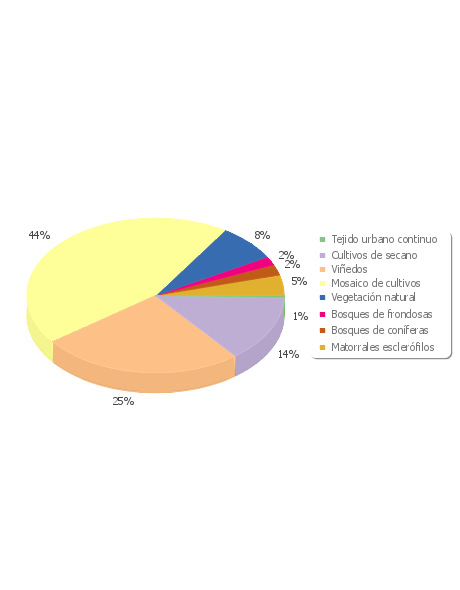 44%
8%
2%
2%
5%
1%
14%
25%
Tejido urbano continuo
Cultivos de secano
Viñedos
Mosaico de cultivos
Vegetación natural
Bosques de frondosas
Bosques de coníferas
Matorrales esclerófilos